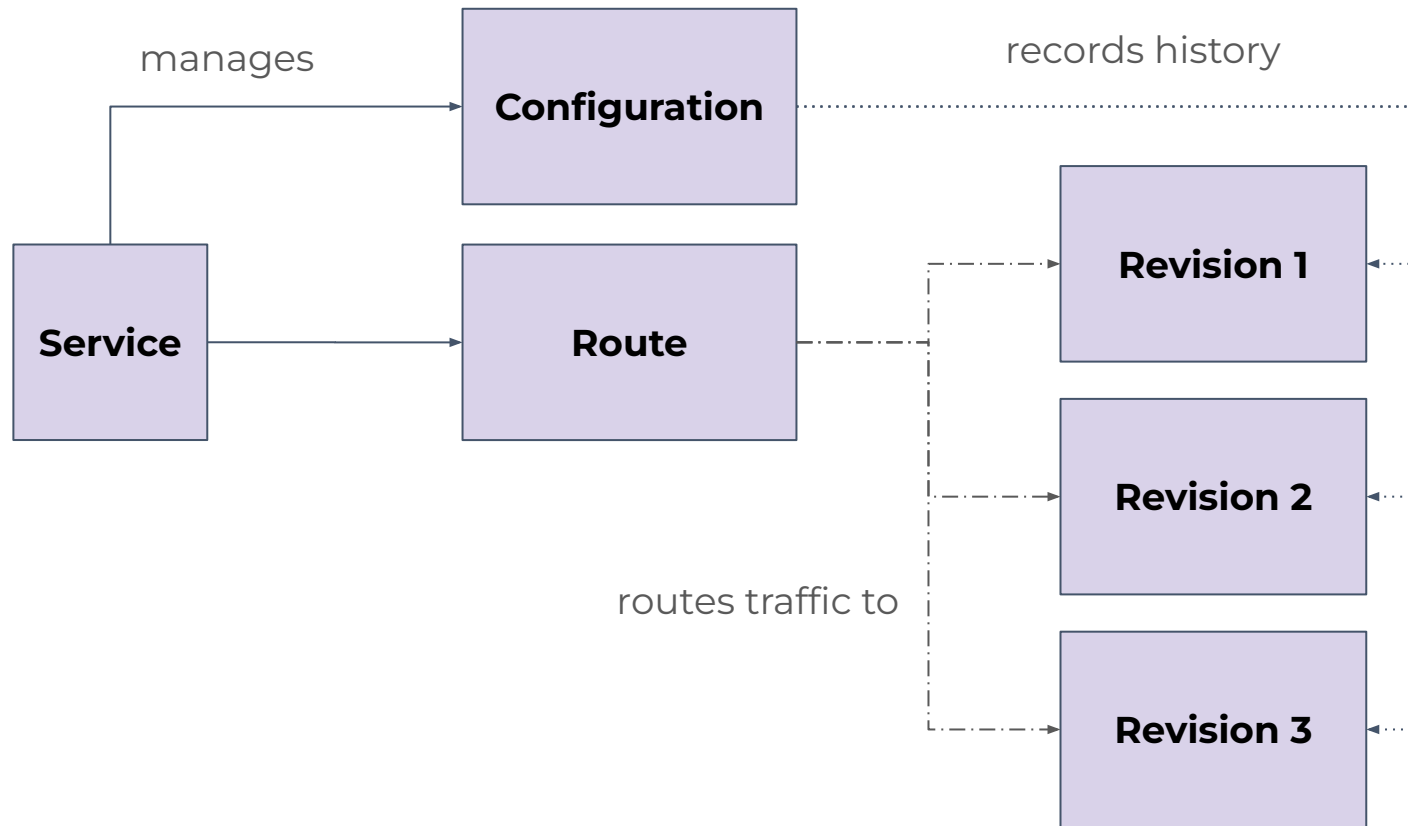 manages
records history
Configuration
Revision 1
Service
Route
Revision 2
routes traffic to
Revision 3